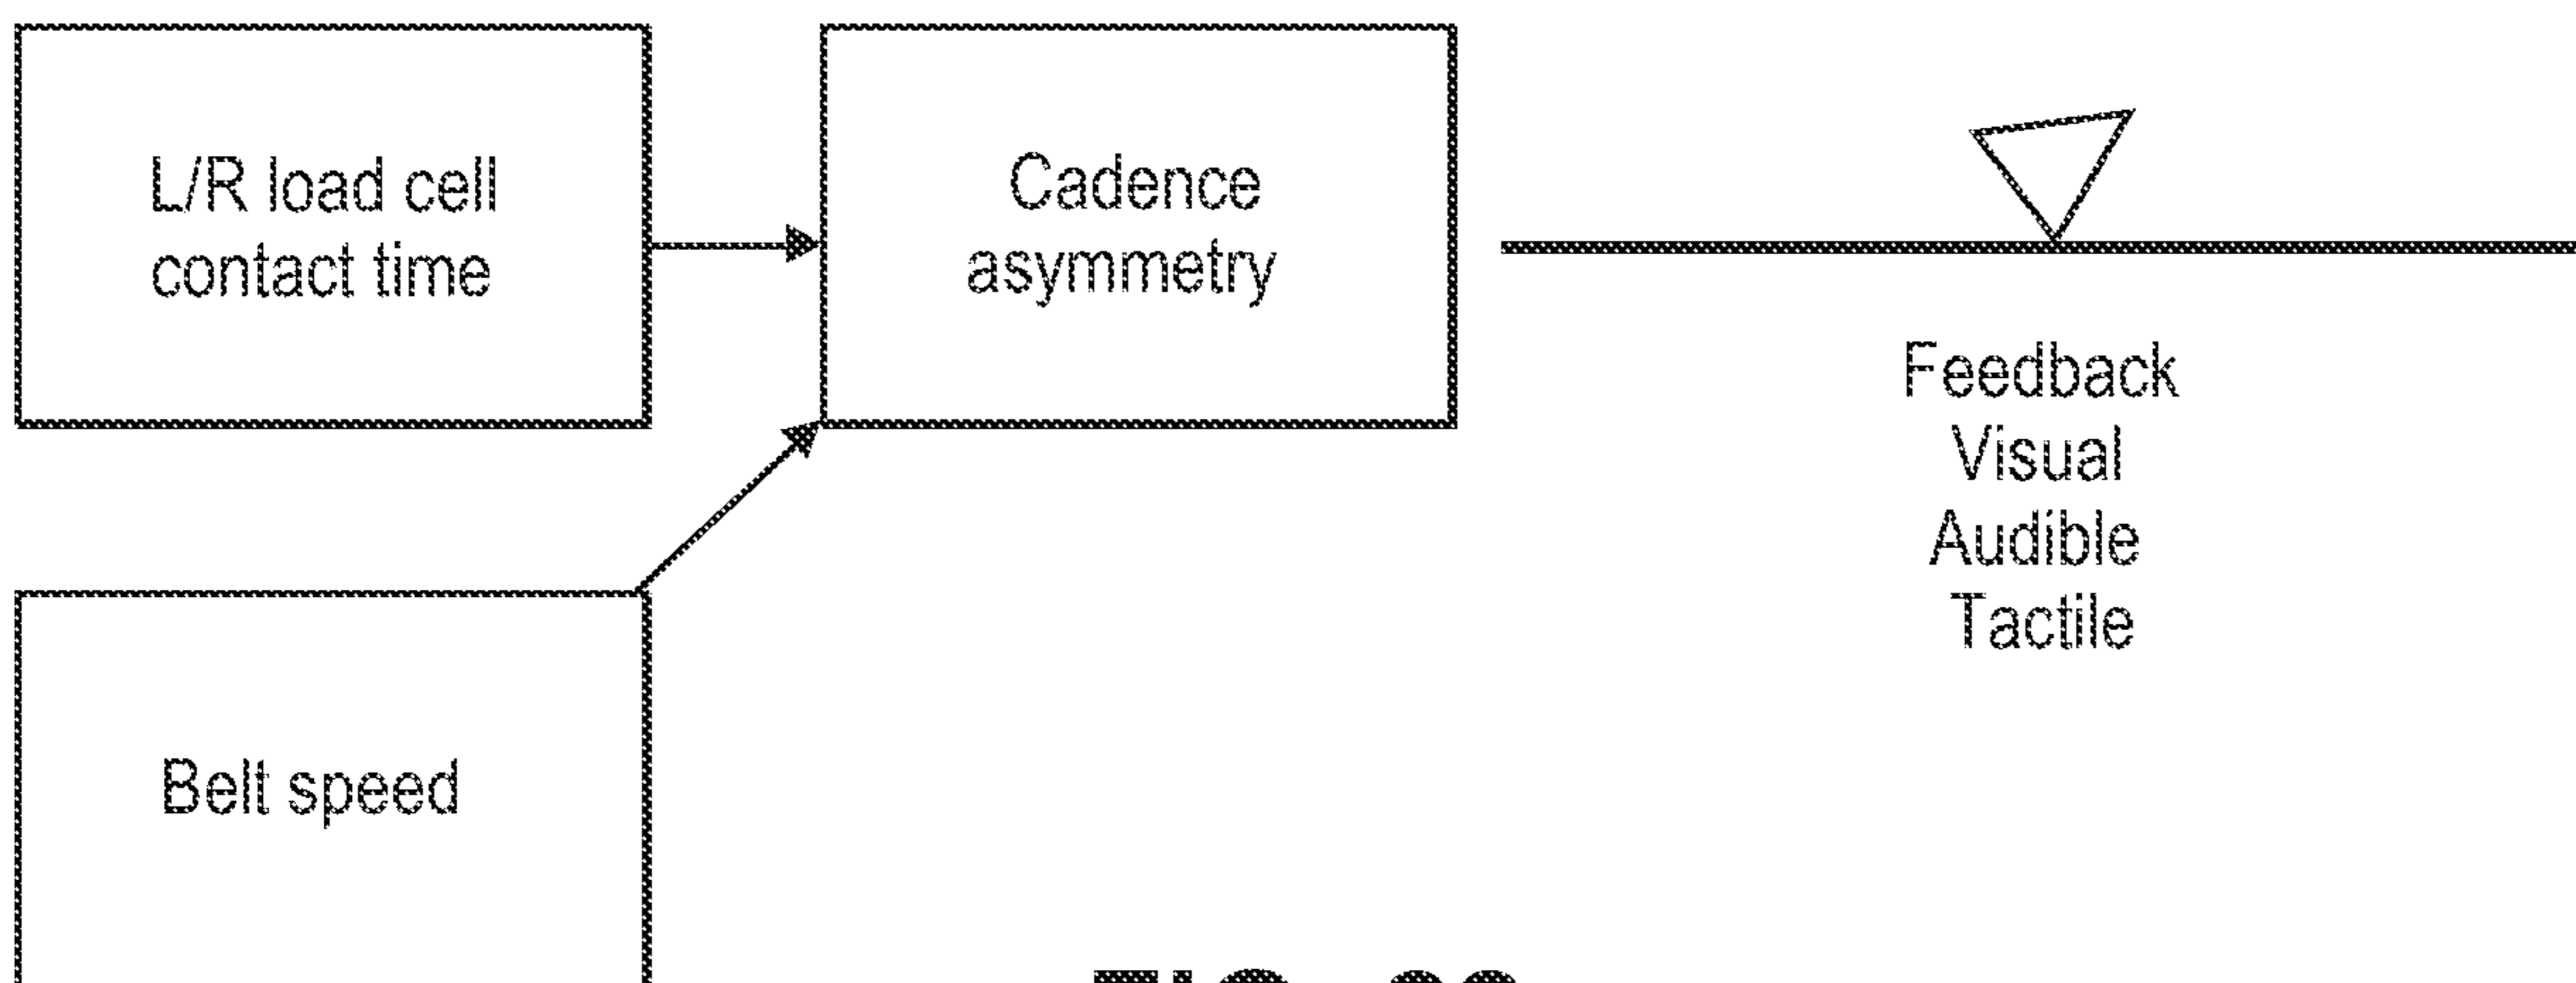 L/R load cell
contact time
Cadence
asymmetry
Feedback
Visual
Audible
Tactile
Belt speed